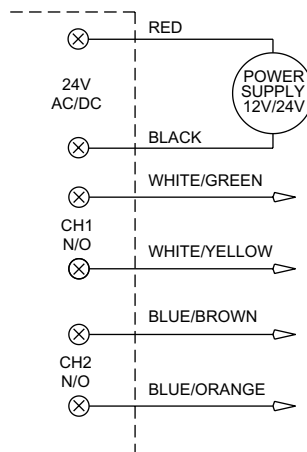 RED
24V
AC/DC
POWER
SUPPLY
12V/24V
BLACK
WHITE/GREEN
CH1
N/O
WHITE/YELLOW
BLUE/BROWN
CH2
N/O
BLUE/ORANGE